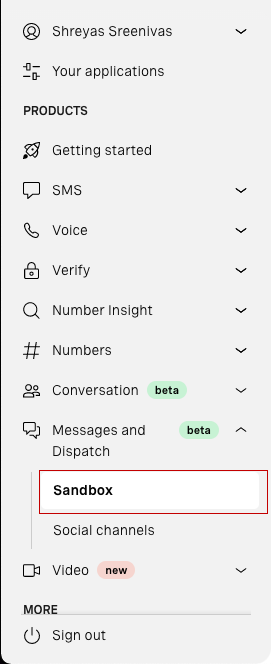 Shreyas Sreenivas
Your applications
PRODUCTS
Getting started
SMS
Voice
Verify
Number Insight
Numbers
Conversation beta
Messages and beta
Dispatch
Sandbox
Social channels
Video new
MORE
Sign out